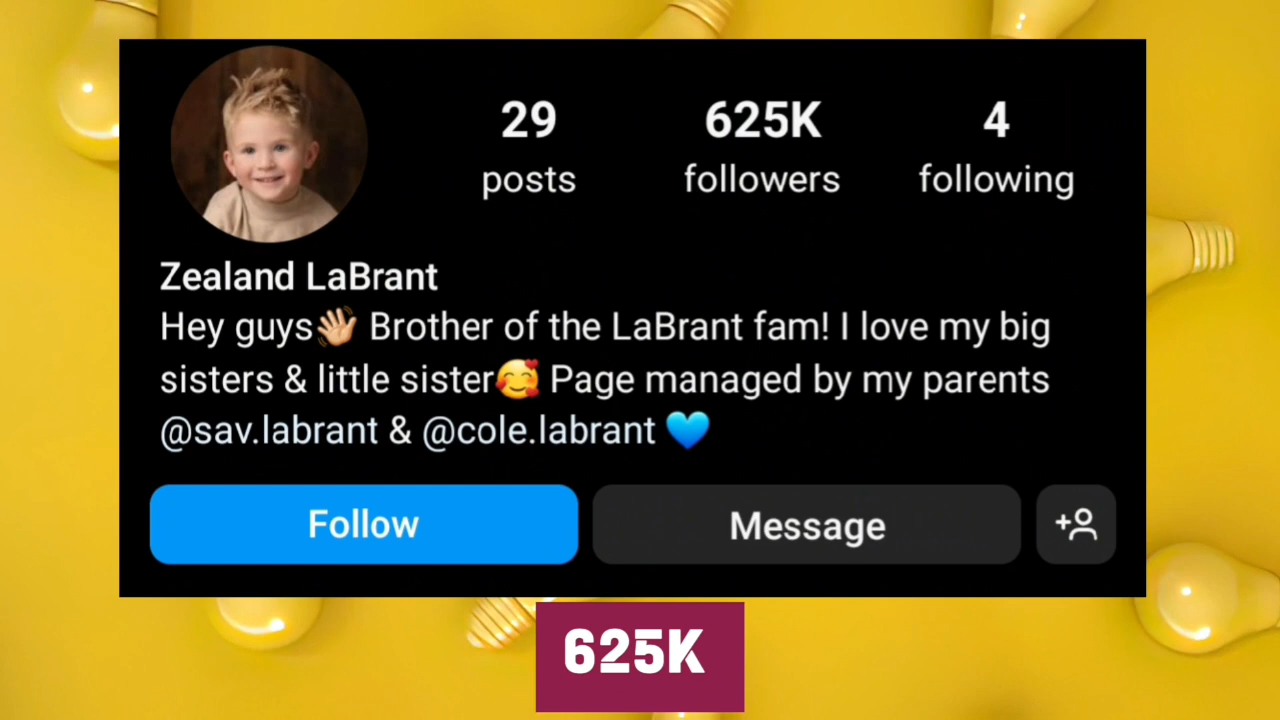 29 625K 4
posts followers following
Zealand LaBrant
Hey guys👋🏼 Brother of the LaBrant fam! I love my big
sisters & little sister🥰 Page managed by my parents
@sav.labrant & @cole.labrant 💙
Follow Message
625K